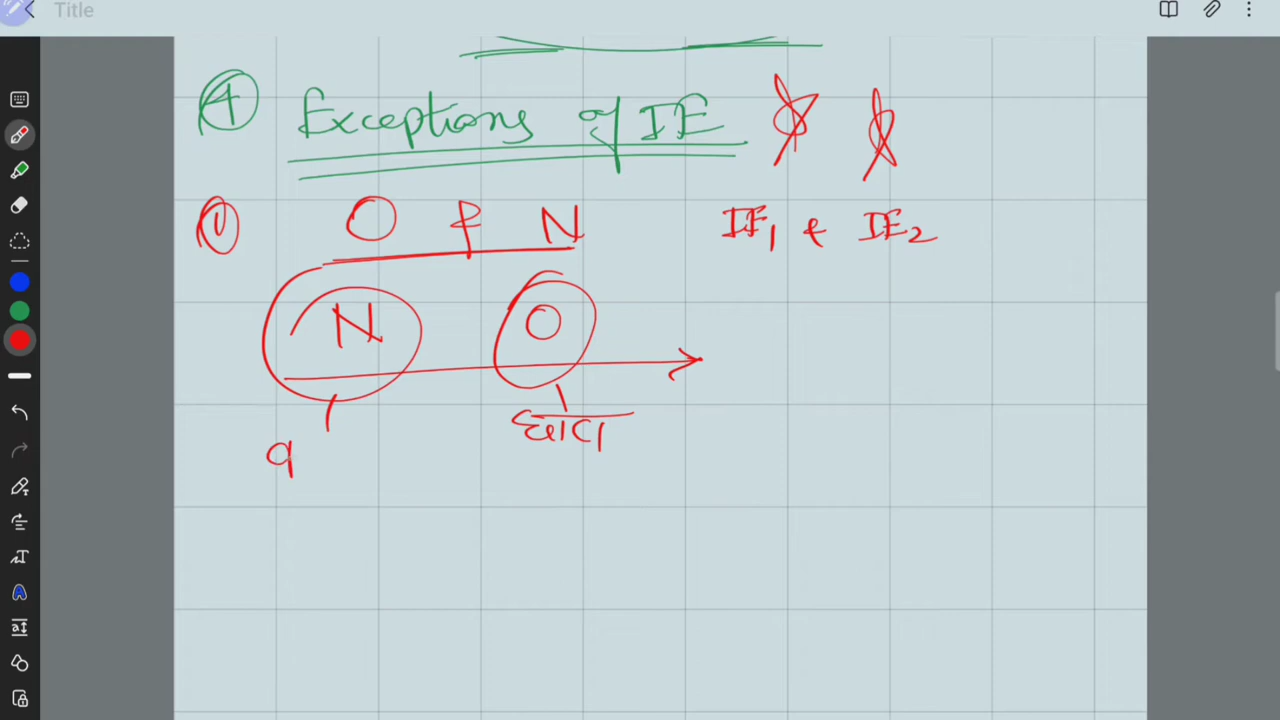 Title
④ Exceptions of IE
① O & N IE1 & IE2
N O
q